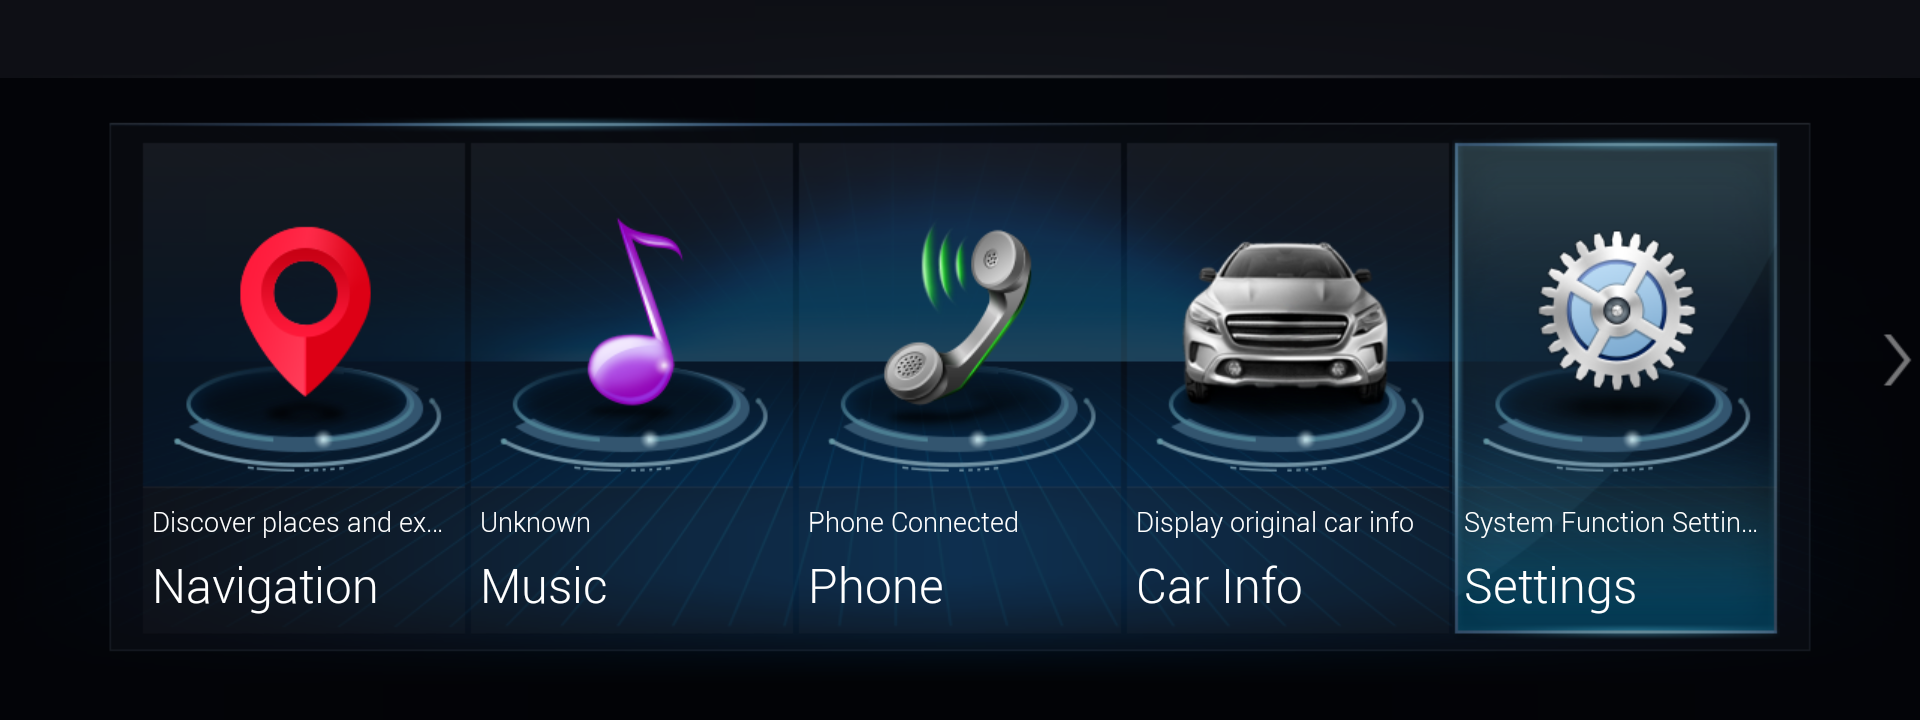 Discover places and ex...
Navigation
Unknown
Music
Phone Connected
Phone
Display original car info
Car Info
System Function Settin...
Settings